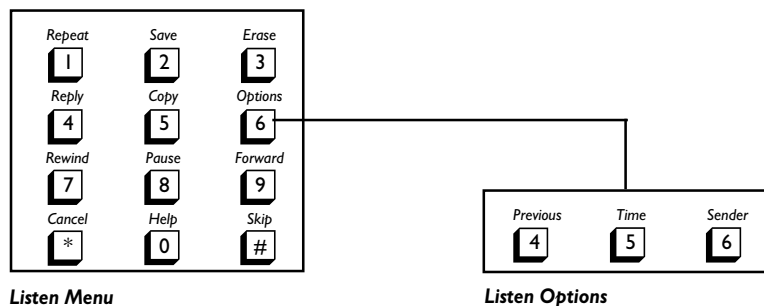 Repeat Save Erase
1 2 3
Reply Copy Options
4 5 6
Rewind Pause Forward
7 8 9
Cancel Help Skip
* 0 #
Previous Time Sender
4 5 6
Listen Menu
Listen Options